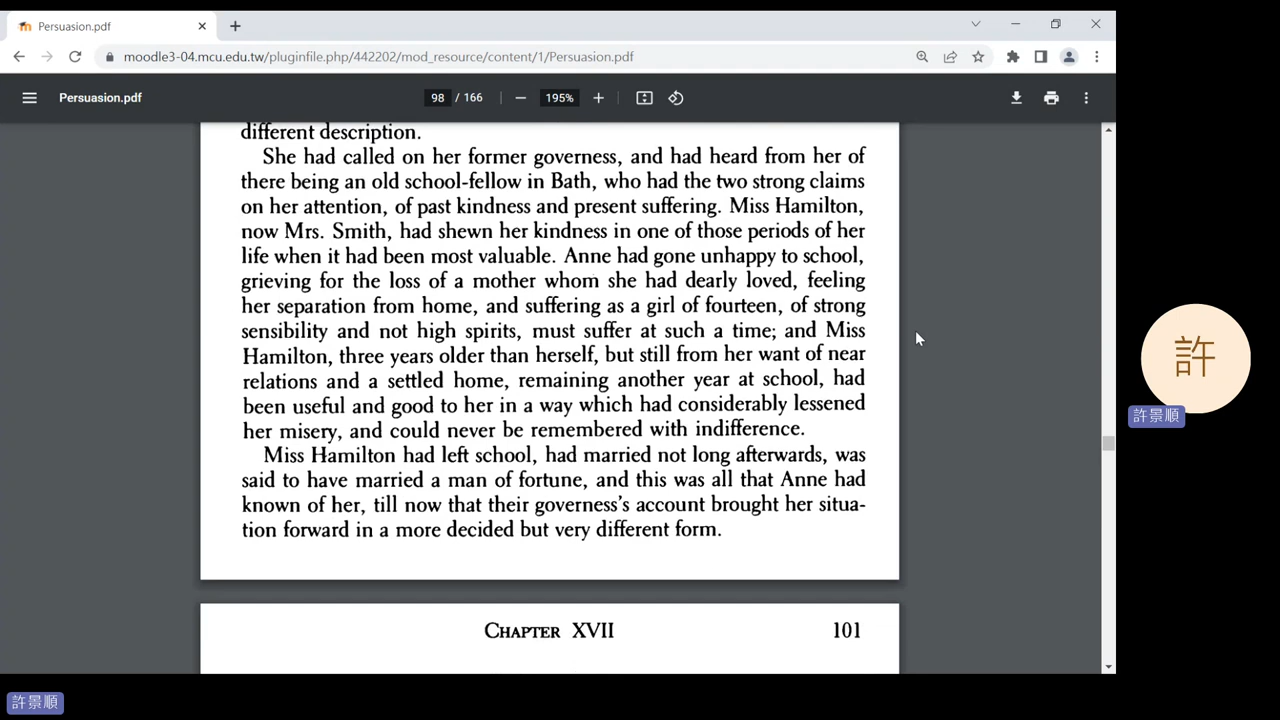 Persuasion.pdf
moodle3-04.mcu.edu.tw/pluginfile.php/442202/mod_resource/content/1/Persuasion.pdf
Persuasion.pdf
98 / 166
195%
different description.
She had called on her former governess, and had heard from her of
there being an old school-fellow in Bath, who had the two strong claims
on her attention, of past kindness and present suffering. Miss Hamilton,
now Mrs. Smith, had shewn her kindness in one of those periods of her
life when it had been most valuable. Anne had gone unhappy to school,
grieving for the loss of a mother whom she had dearly loved, feeling
her separation from home, and suffering as a girl of fourteen, of strong
sensibility and not high spirits, must suffer at such a time; and Miss
Hamilton, three years older than herself, but still from her want of near
relations and a settled home, remaining another year at school, had
been useful and good to her in a way which had considerably lessened
her misery, and could never be remembered with indifference.
Miss Hamilton had left school, had married not long afterwards, was
said to have married a man of fortune, and this was all that Anne had
known of her, till now that their governess's account brought her situa-
tion forward in a more decided but very different form.
CHAPTER XVII 101
許
許景順
許景順